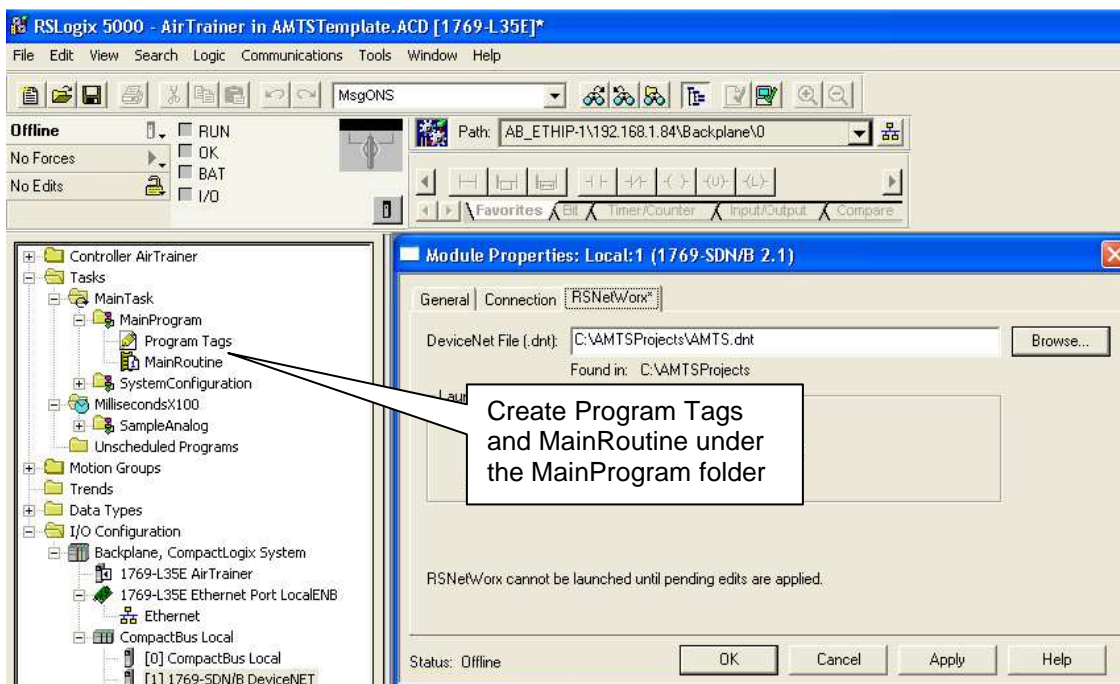 RSLogix 5000 - AirTrainer in AMTSTemplate.ACD [1769-L35E]*
File Edit View Search Logic Communications Tools Window Help
MsgONS
Offline
RUN
Path: AB_ETHIP-1\192.168.1.84\Backplane\0
No Forces
OK
No Edits
BAT
I/O
Favorites Bit Timer/Counter Input/Output Compare
Controller AirTrainer
Tasks
MainTask
MainProgram
Program Tags
MainRoutine
SystemConfiguration
MillisecondsX100
SampleAnalog
Unscheduled Programs
Motion Groups
Trends
Data Types
I/O Configuration
Backplane, CompactLogix System
1769-L35E AirTrainer
1769-L35E Ethernet Port LocalENB
Ethernet
CompactBus Local
[0] CompactBus Local
[1] 1769-SDN/B DeviceNET
Module Properties: Local:1 (1769-SDN/B 2.1)
General Connection RSNetWorx*
DeviceNet File (.dnt): C:\AMTSProjects\AMTS.dnt Browse...
Found in: C:\AMTSProjects
Create Program Tags
and MainRoutine under
the MainProgram folder
RSNetWorx cannot be launched until pending edits are applied.
Status: Offline OK Cancel Apply Help